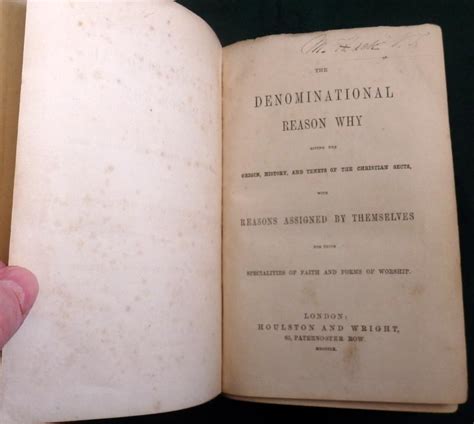 THE
DENOMINATIONAL
REASON WHY
GIVING THE
ORIGIN, HISTORY, AND TENETS OF THE CHRISTIAN SECTS,
WITH
REASONS ASSIGNED BY THEMSELVES
FOR THEIR
SPECIALITIES OF FAITH AND FORMS OF WORSHIP.
LONDON:
HOULSTON AND WRIGHT,
65, PATERNOSTER ROW.